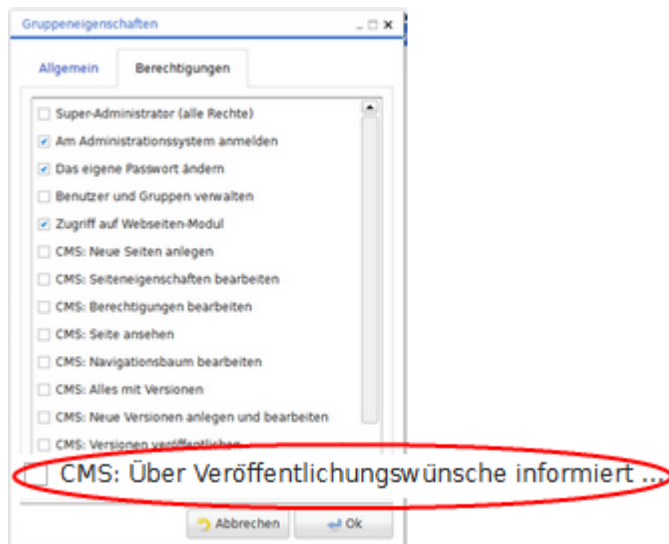 Gruppeneigenschaften
Allgemein
Berechtigungen
Super-Administrator (alle Rechte)
Am Administrationssystem anmelden
Das eigene Passwort ändern
Benutzer und Gruppen verwalten
Zugriff auf Webseiten-Modul
CMS: Neue Seiten anlegen
CMS: Seiteneigenschaften bearbeiten
CMS: Berechtigungen bearbeiten
CMS: Seite ansehen
CMS: Navigationsbaum bearbeiten
CMS: Alles mit Versionen
CMS: Neue Versionen anlegen und bearbeiten
CMS: Versionen veröffentlichen
CMS: Über Veröffentlichungswünsche informiert ...
Abbrechen
Ok